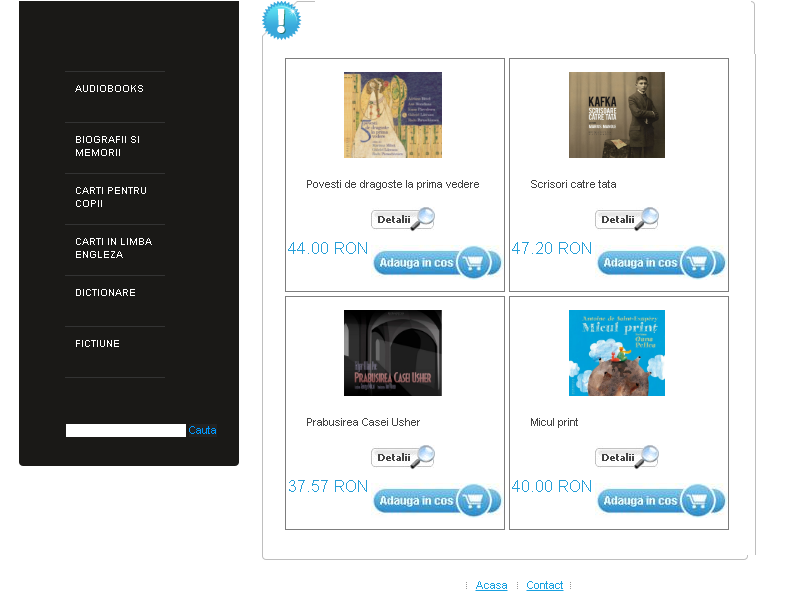 AUDIOBOOKS
BIOGRAFII SI
MEMORII
CARTI PENTRU
COPII
CARTI IN LIMBA
ENGLEZA
DICTIONARE
FICTIUNE
Cauta
!
Povesti de dragoste la prima vedere
Detalii
44.00 RON
Adauga in cos
KAFKA
SCRISOARE
CATRE TATA
Scrisori catre tata
Detalii
47.20 RON
Adauga in cos
PRABUSIREA CASEI USHER
Prabusirea Casei Usher
Detalii
37.57 RON
Adauga in cos
Antoine de Saint-Exupéry
Micul print
Oana
Pellea
Micul print
Detalii
40.00 RON
Adauga in cos
Acasa
Contact